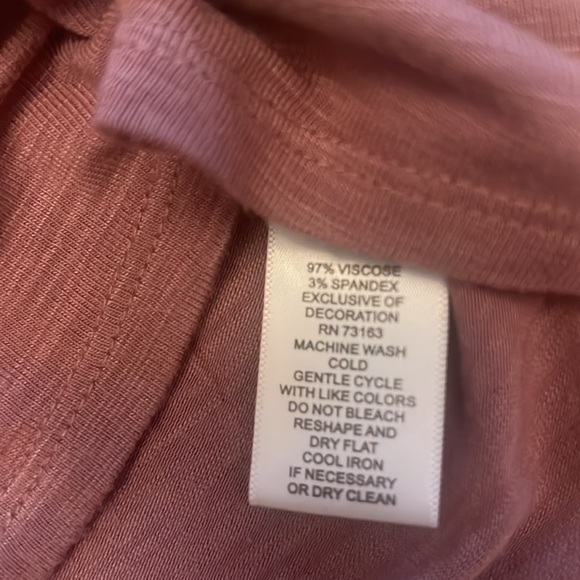 97% VISCOSE
3% SPANDEX
EXCLUSIVE OF
DECORATION
RN 73163
MACHINE WASH
COLD
GENTLE CYCLE
WITH LIKE COLORS
DO NOT BLEACH
RESHAPE AND
DRY FLAT
COOL IRON
IF NECESSARY
OR DRY CLEAN